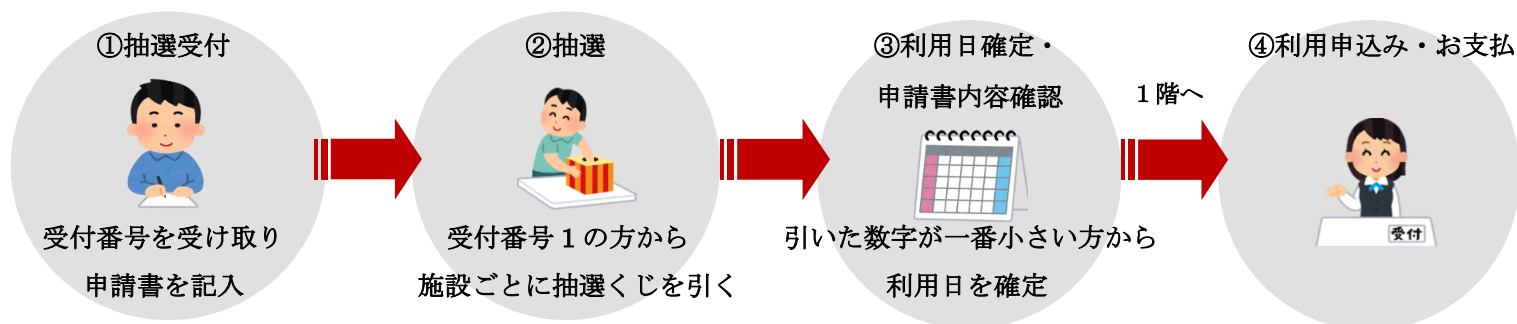 ①抽選受付
受付番号を受け取り
申請書を記入
②抽選
受付番号１の方から
施設ごとに抽選くじを引く
③利用日確定・
申請書内容確認
引いた数字が一番小さい方から
利用日を確定
１階へ
④利用申込み・お支払
受付